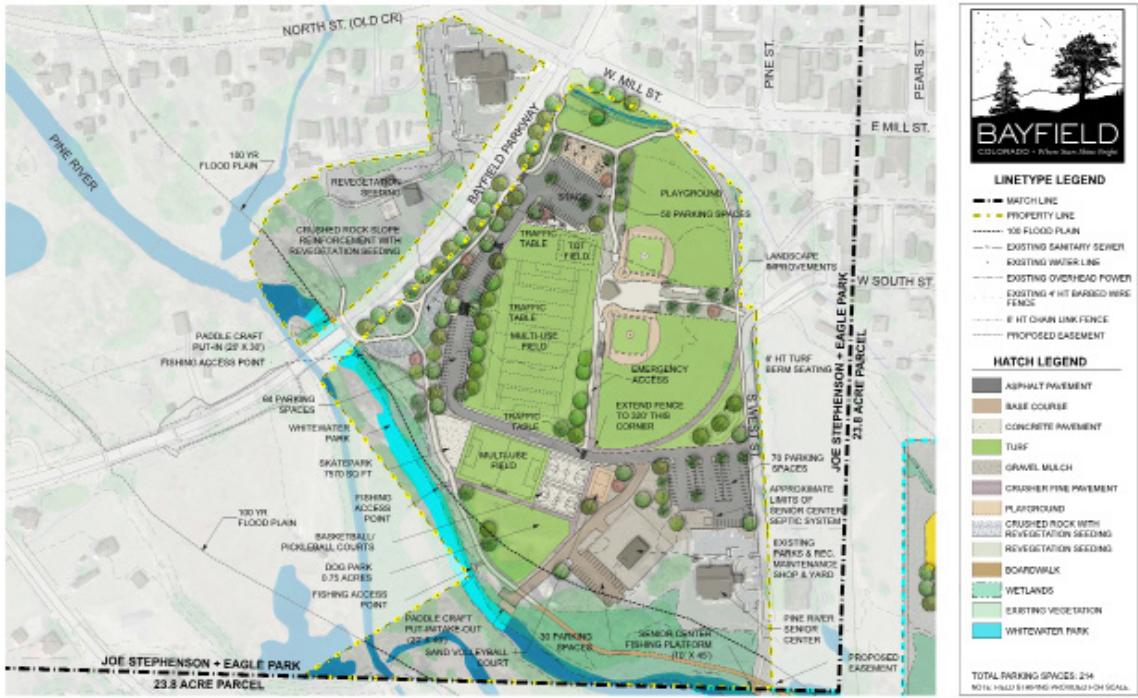 NORTH ST. (OLD CR)
PINE ST.
PEARL ST.
W. MILL ST.
E MILL ST.
BAYFIELD PARKWAY
PINE RIVER
100 YR
FLOOD PLAIN
REVEGETATION
SEEDING
CRUSHED ROCK SLOPE
REINFORCEMENT WITH
REVEGETATION SEEDING
STAGE
PLAYGROUND
50 PARKING SPACES
TRAFFIC
TABLE
TOT
FIELD
LANDSCAPE
IMPROVEMENTS
W SOUTH ST
TRAFFIC
TABLE
MULTI-USE
FIELD
PADDLE CRAFT
FISHING ACCESS POINT
6' HT TURF
BERM SEATING
EMERGENCY
ACCESS
PARKING
SPACES
WHITEWATER
PARK
TRAFFIC
TABLE
EXTEND FENCE
TO 320' THIS
CORNER
S WEST ST
JOE STEPHENSON + EAGLE PARK
23.8 ACRE PARCEL
MULTI-USE
FIELD
SKATEPARK
7570 SQ FT
70 PARKING
SPACES
FISHING
ACCESS
POINT
APPROXIMATE
LIMITS OF
SENIOR CENTER
SEPTIC SYSTEM
100 YR
FLOOD PLAIN
BASKETBALL/
PICKLEBALL COURTS
EXISTING
PARKS & REC.
MAINTENANCE
SHOP & YARD
DOG PARK
0.75 ACRES
FISHING ACCESS
POINT
PADDLE CRAFT
PUT-IN/TAKE-OUT
SAND VOLLEYBALL
COURT
30 PARKING
SPACES
SENIOR CENTER
FISHING PLATFORM
(10' X 45')
PINE RIVER
SENIOR
CENTER
PROPOSED
EASEMENT
JOE STEPHENSON + EAGLE PARK
23.8 ACRE PARCEL
BAYFIELD
COLORADO
LINETYPE LEGEND
MATCH LINE
PROPERTY LINE
100 FLOOD PLAIN
EXISTING SANITARY SEWER
EXISTING WATER LINE
EXISTING OVERHEAD POWER
EXISTING 4' HT BARBED WIRE
FENCE
6' HT CHAIN LINK FENCE
PROPOSED EASEMENT
HATCH LEGEND
ASPHALT PAVEMENT
BASE COURSE
CONCRETE PAVEMENT
TURF
GRAVEL MULCH
CRUSHER FINE PAVEMENT
PLAYGROUND
CRUSHED ROCK WITH
REVEGETATION SEEDING
REVEGETATION SEEDING
BOARDWALK
WETLANDS
EXISTING VEGETATION
WHITEWATER PARK
TOTAL PARKING SPACES: 214